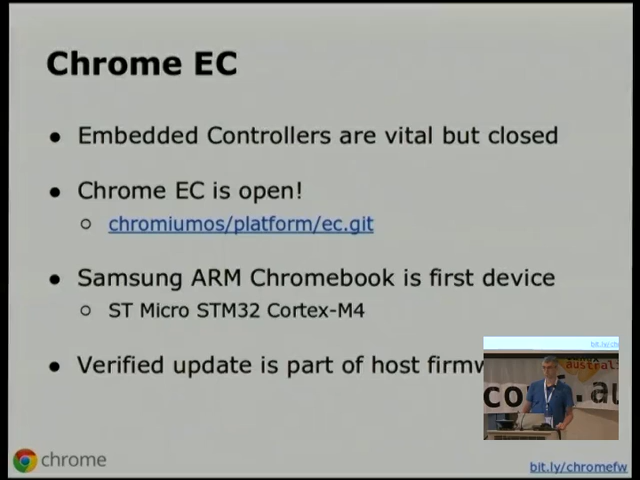 Chrome EC
● Embedded Controllers are vital but closed
● Chrome EC is open!
○ chromiumos/platform/ec.git
● Samsung ARM Chromebook is first device
○ ST Micro STM32 Cortex-M4
● Verified update is part of host
chrome
bit.ly/chromefw
australia